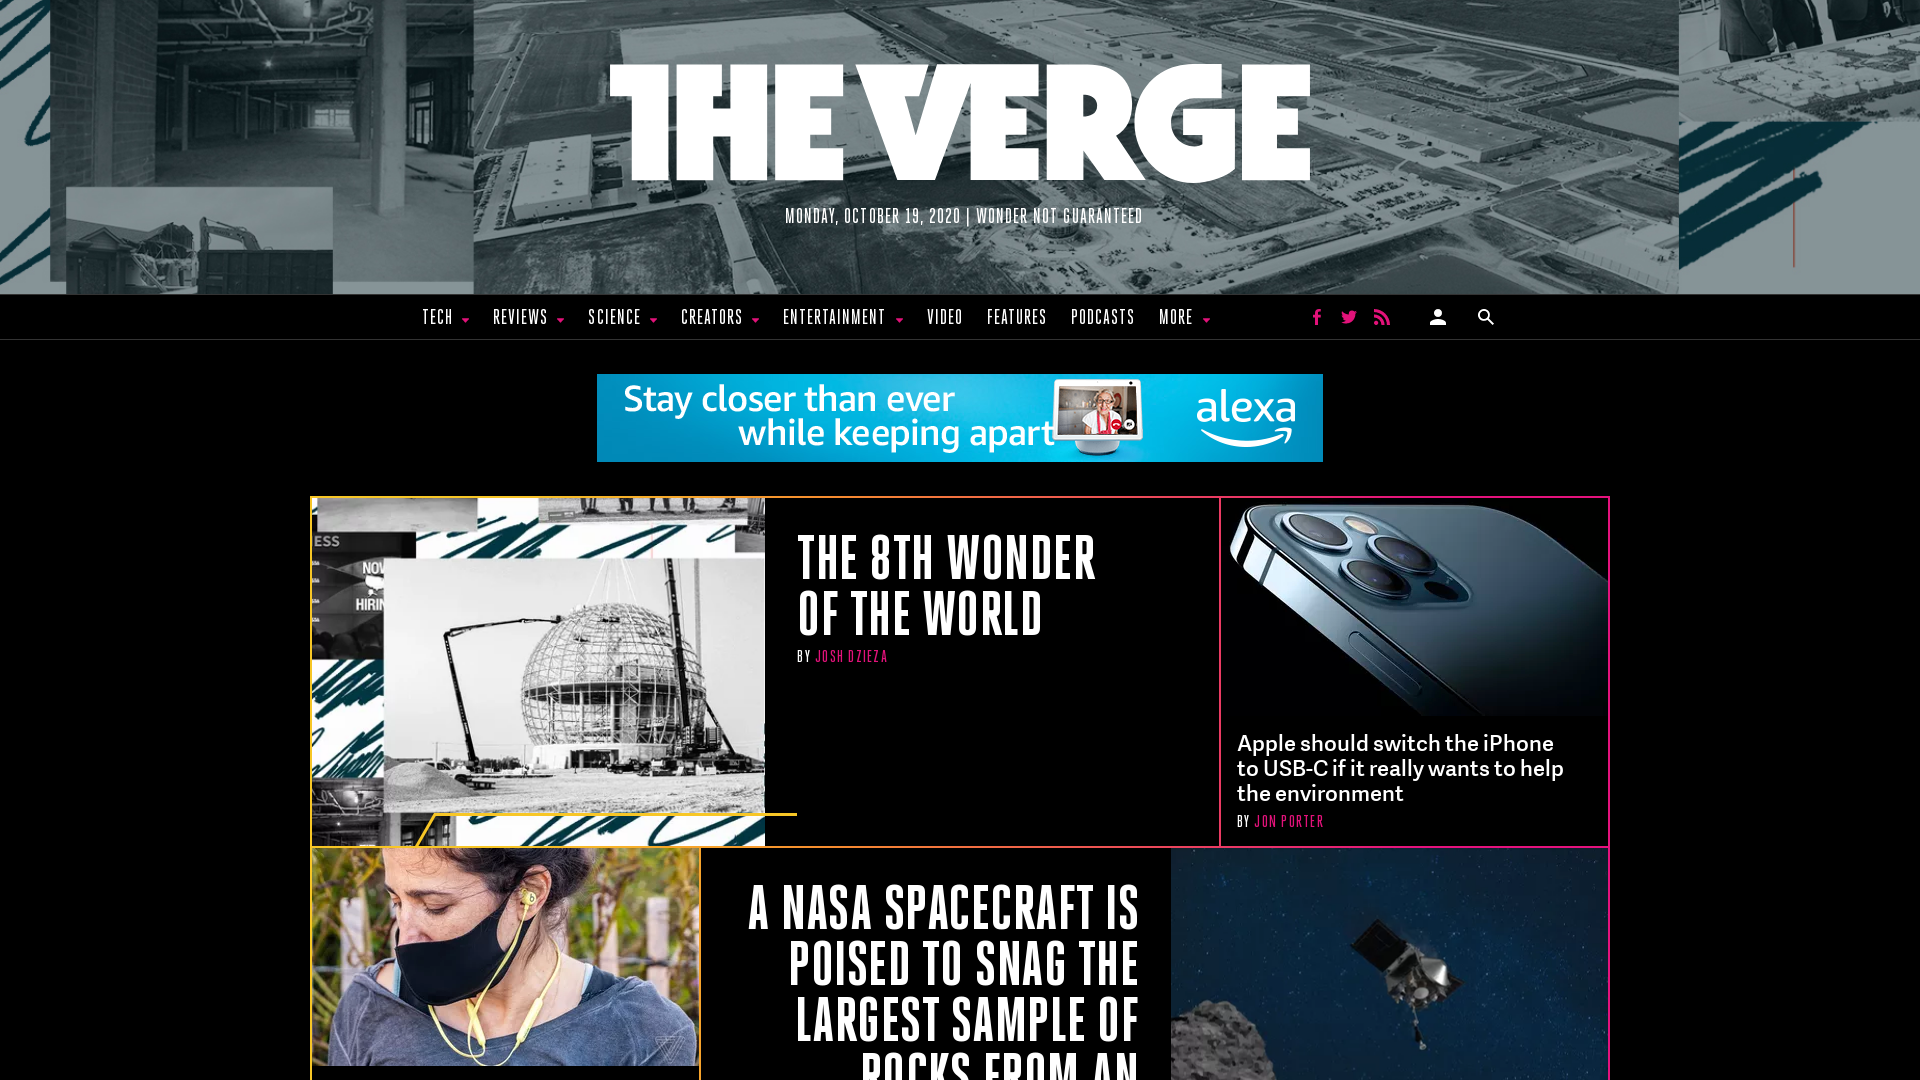 THE VERGE
MONDAY, OCTOBER 19, 2020 | WONDER NOT GUARANTEED
TECH REVIEWS SCIENCE CREATORS ENTERTAINMENT VIDEO FEATURES PODCASTS MORE
Stay closer than ever
while keeping apart
alexa
ESS
NOW
HIRIN
THE 8TH WONDER
OF THE WORLD
BY JOSH DZIEZA
Apple should switch the iPhone
to USB-C if it really wants to help
the environment
BY JON PORTER
A NASA SPACECRAFT IS
POISED TO SNAG THE
LARGEST SAMPLE OF
ROCKS FROM AN